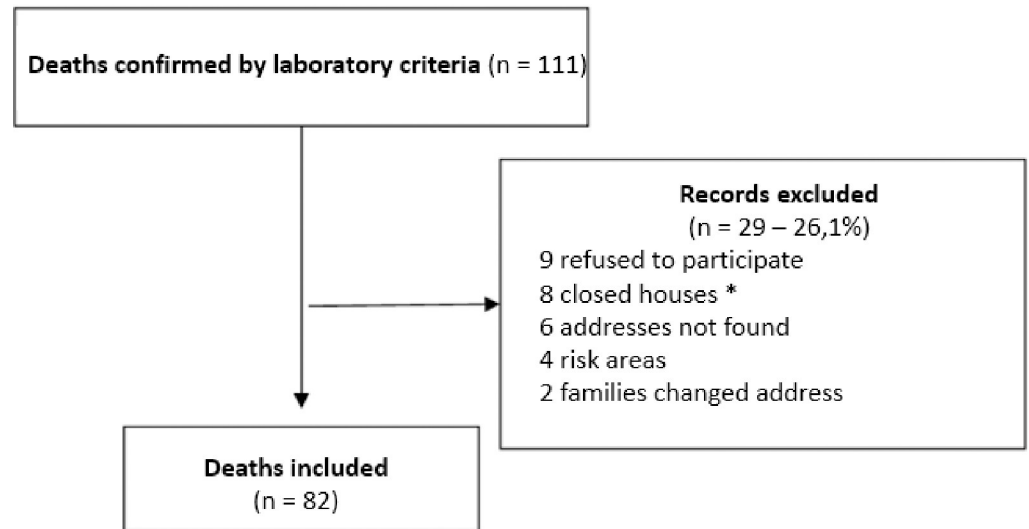 Deaths confirmed by laboratory criteria (n = 111)
Records excluded
(n = 29 – 26,1%)
9 refused to participate
8 closed houses *
6 addresses not found
4 risk areas
2 families changed address
Deaths included
(n = 82)